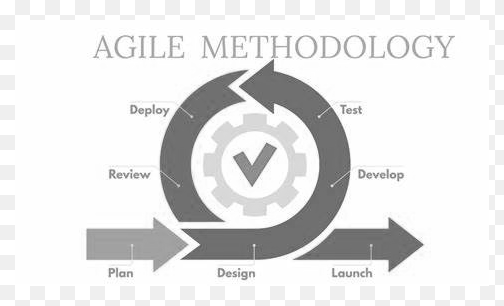 AGILE METHODOLOGY
Deploy
Test
Review
Develop
Plan
Design
Launch